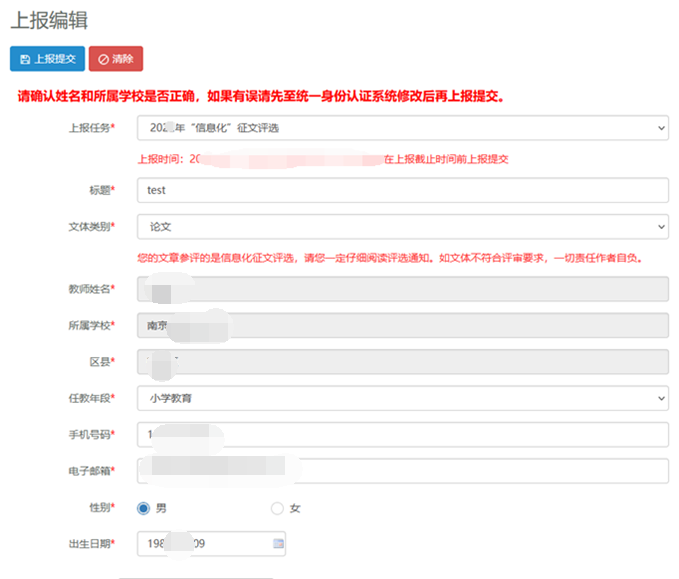 上报编辑
上报提交 清除
请确认姓名和所属学校是否正确，如果有误请先至统一身份认证系统修改后再上报提交。
上报任务* 202 年“信息化”征文评选
上报时间：20 在上报截止时间前上报提交
标题* test
文体类别* 论文
您的文章参评的是信息化征文评选，请您一定仔细阅读评选通知。如文体不符合评审要求，一切责任作者自负。
教师姓名*
所属学校* 南京
区县*
任教年段* 小学教育
手机号码* 1
电子邮箱*
性别* 男 女
出生日期* 198 09